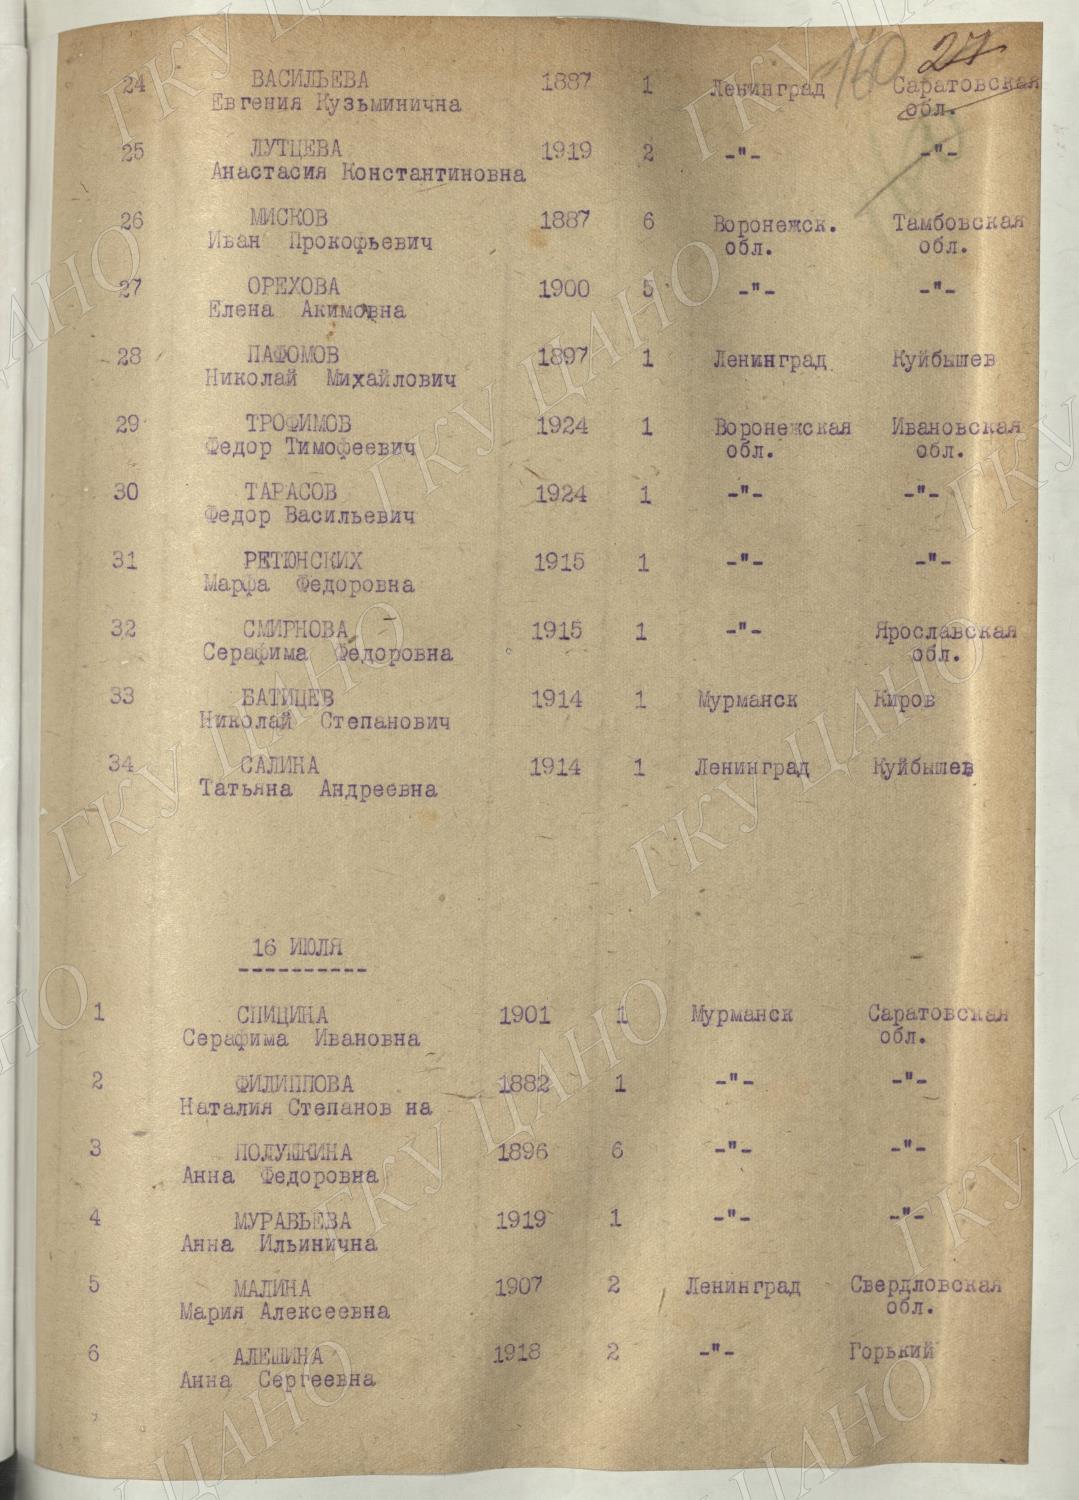 160 27
24 ВАСИЛЬЕВА 1887 1 Ленинград Саратовская
Евгения Кузьминична обл.
25 ЛУТЦЕВА 1919 2 -"- -"-
Анастасия Константиновна
26 МИСКОВ 1887 6 Воронежск. Тамбовская
Иван Прокофьевич обл. обл.
27 ОРЕХОВА 1900 5 -"- -"-
Елена Акимовна
28 ПАФОМОВ 1897 1 Ленинград Куйбышев
Николай Михайлович
29 ТРОФИМОВ 1924 1 Воронежская Ивановская
Федор Тимофеевич обл. обл.
30 ТАРАСОВ 1924 1 -"- -"-
Федор Васильевич
31 РЕТЮНСКИХ 1915 1 -"- -"-
Марфа Федоровна
32 СМИРНОВА 1915 1 -"- Ярославская
Серафима Федоровна обл.
33 БАТИЦЕВ 1914 1 Мурманск Киров
Николай Степанович
34 САЛИНА 1914 1 Ленинград Куйбышев
Татьяна Андреевна
16 ИЮЛЯ
----------
1 СПИЦИНА 1901 1 Мурманск Саратовская
Серафима Ивановна обл.
2 ФИЛИППОВА 1882 1 -"- -"-
Наталия Степанов на
3 ПОЛУШКИНА 1896 6 -"- -"-
Анна Федоровна
4 МУРАВЬЕВА 1919 1 -"- -"-
Анна Ильинична
5 МАЛИНА 1907 2 Ленинград Свердловская
Мария Алексеевна обл.
6 АЛЕШИНА 1918 2 -"- Горький
Анна Сергеевна
ГКУ ЦАНО